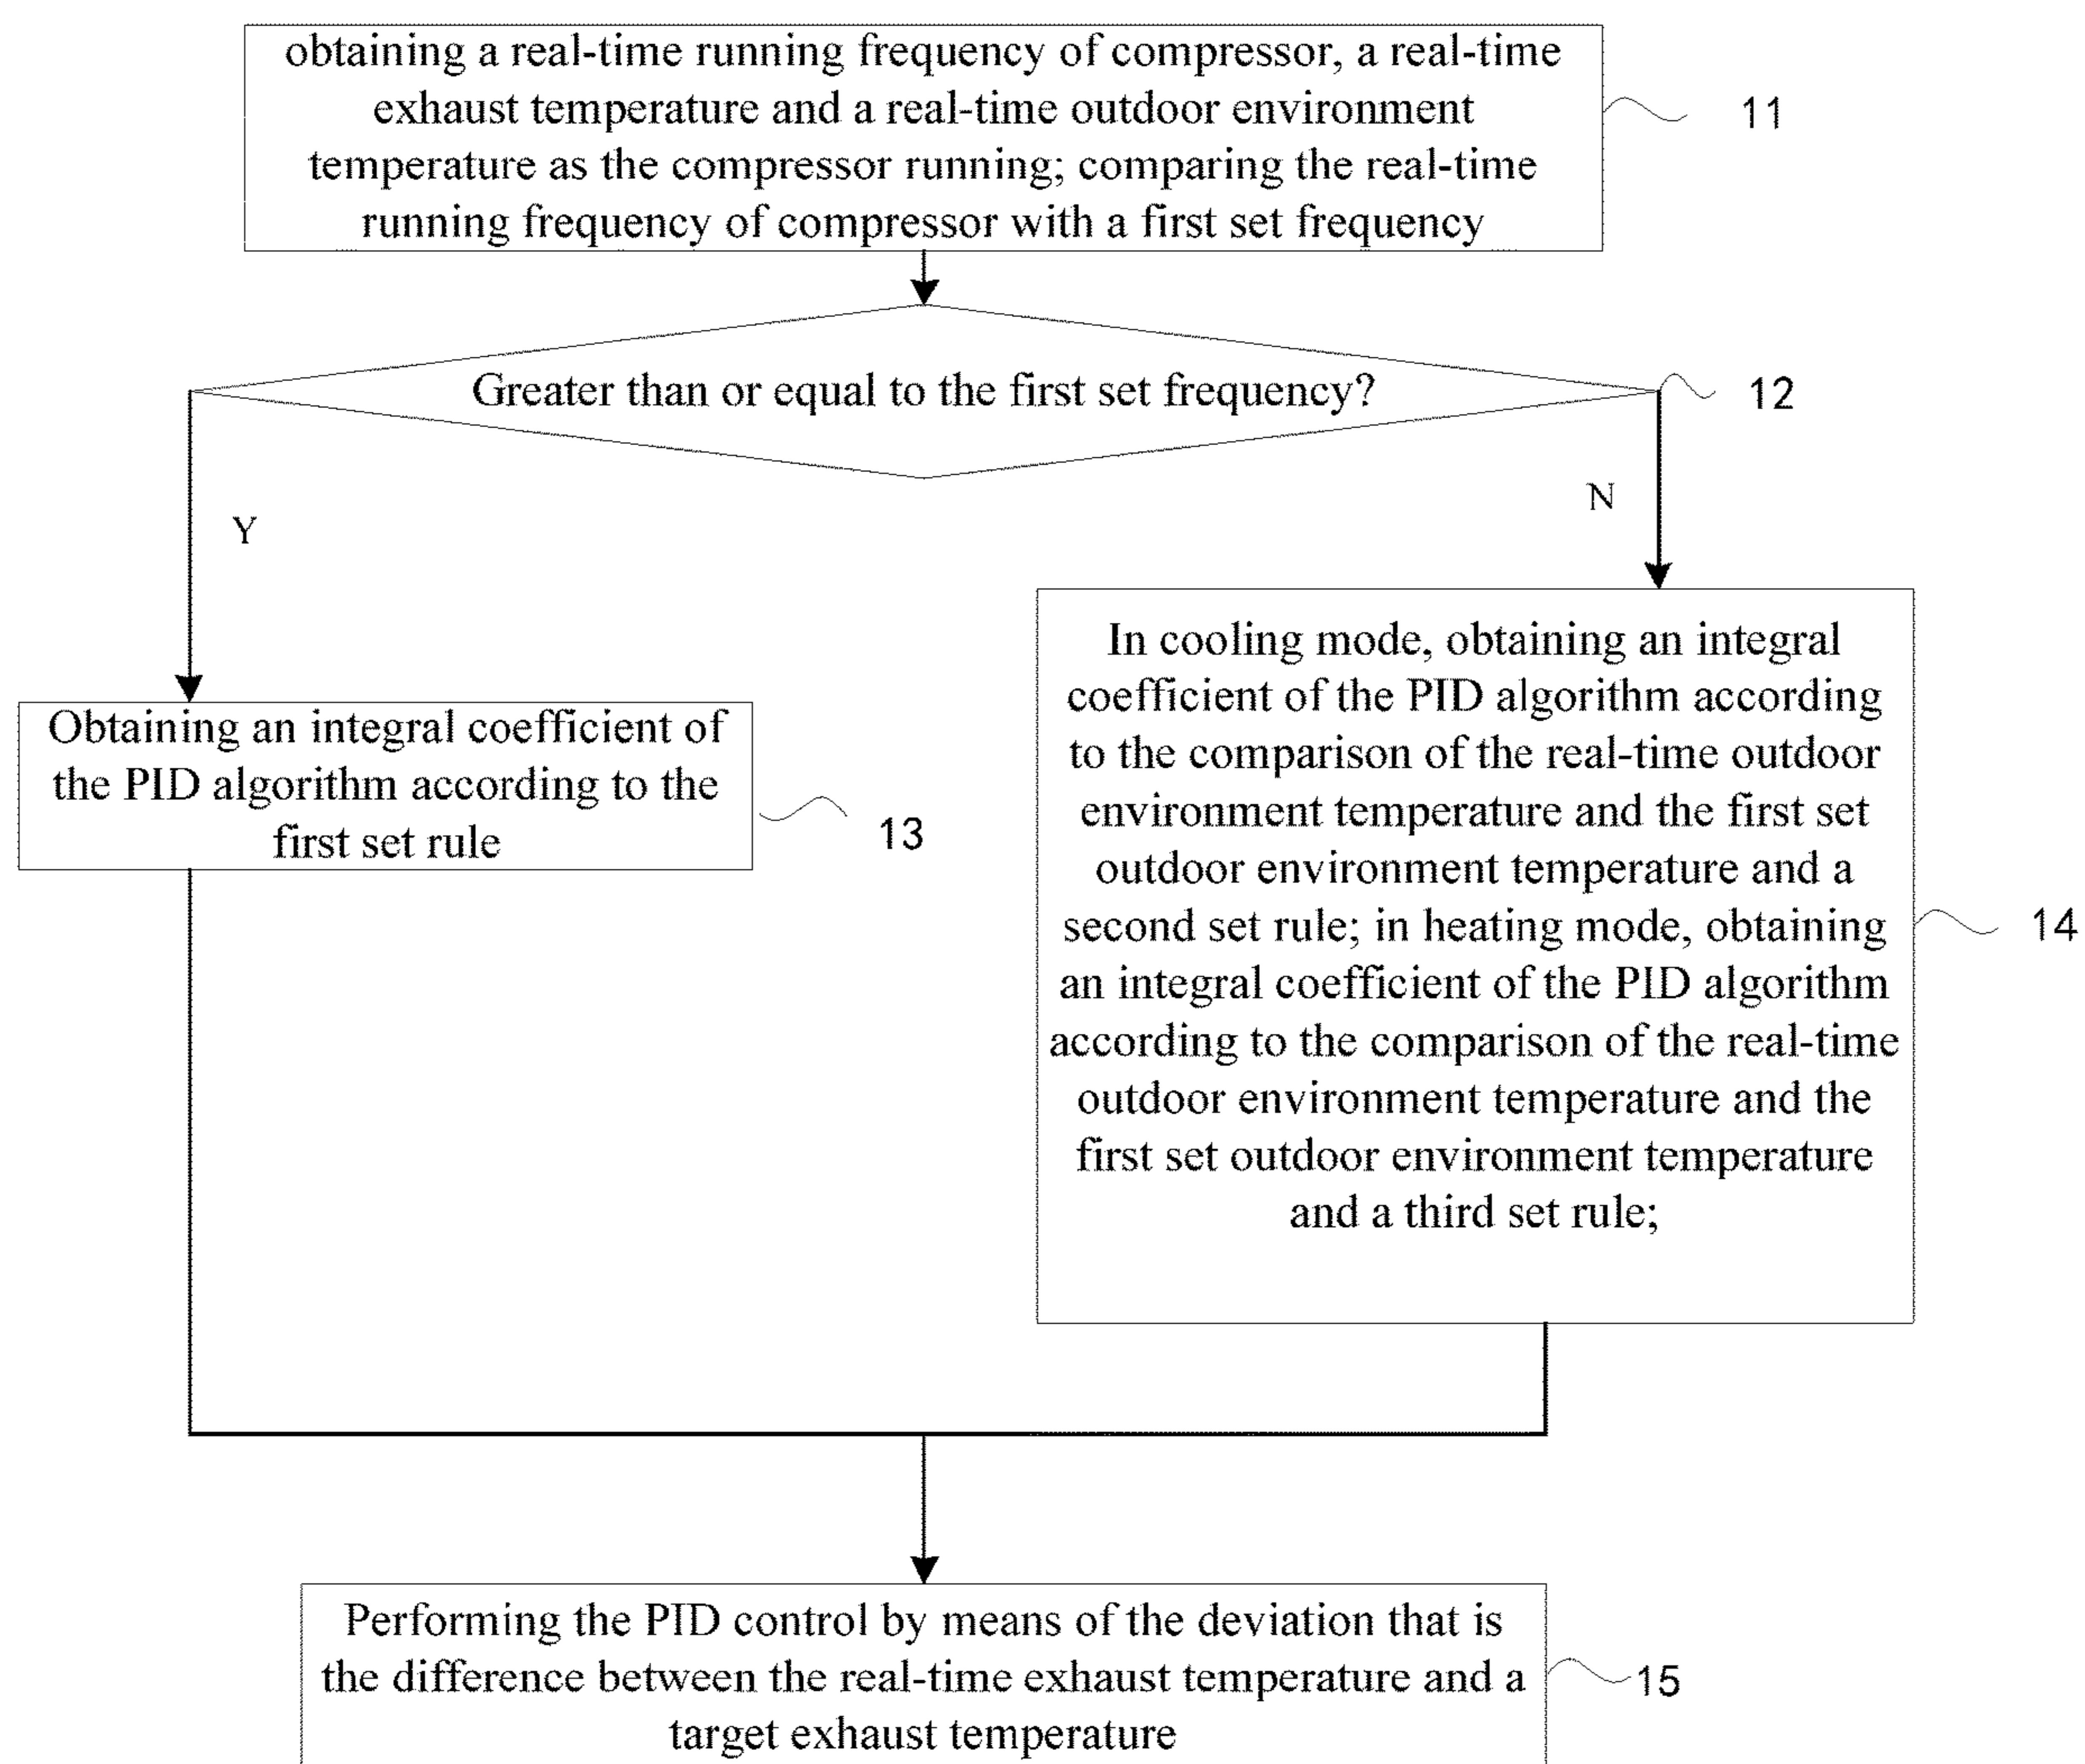 obtaining a real-time running frequency of compressor, a real-time
exhaust temperature and a real-time outdoor environment
temperature as the compressor running; comparing the real-time
running frequency of compressor with a first set frequency
11
Greater than or equal to the first set frequency?
12
Y
N
Obtaining an integral coefficient of
the PID algorithm according to the
first set rule
13
In cooling mode, obtaining an integral
coefficient of the PID algorithm according
to the comparison of the real-time outdoor
environment temperature and the first set
outdoor environment temperature and a
second set rule; in heating mode, obtaining
an integral coefficient of the PID algorithm
according to the comparison of the real-time
outdoor environment temperature and the
first set outdoor environment temperature
and a third set rule;
14
Performing the PID control by means of the deviation that is
the difference between the real-time exhaust temperature and a
target exhaust temperature
15